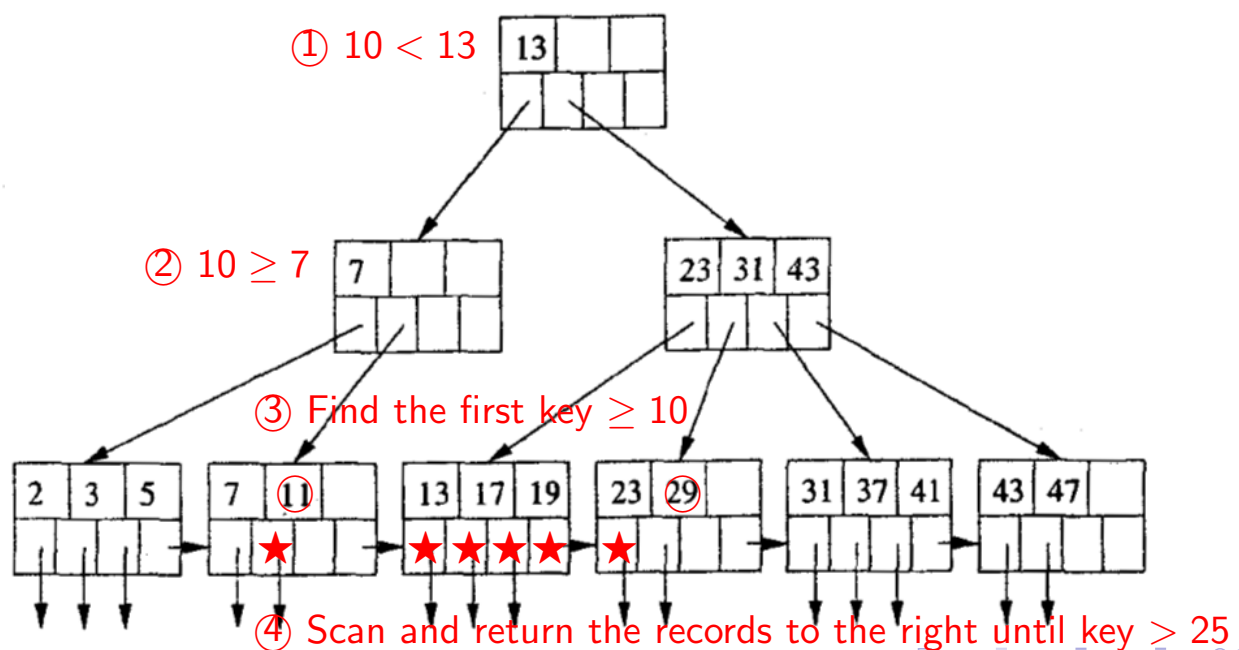 ① 10 < 13
13
② 10 ≥ 7
7
23 31 43
③ Find the first key ≥ 10
2 3 5
7 11
13 17 19
23 29
31 37 41
43 47
④ Scan and return the records to the right until key > 25